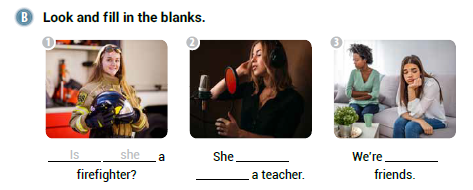 B Look and fill in the blanks.
1 2 3
Is she a She We're
firefighter? a teacher. friends.